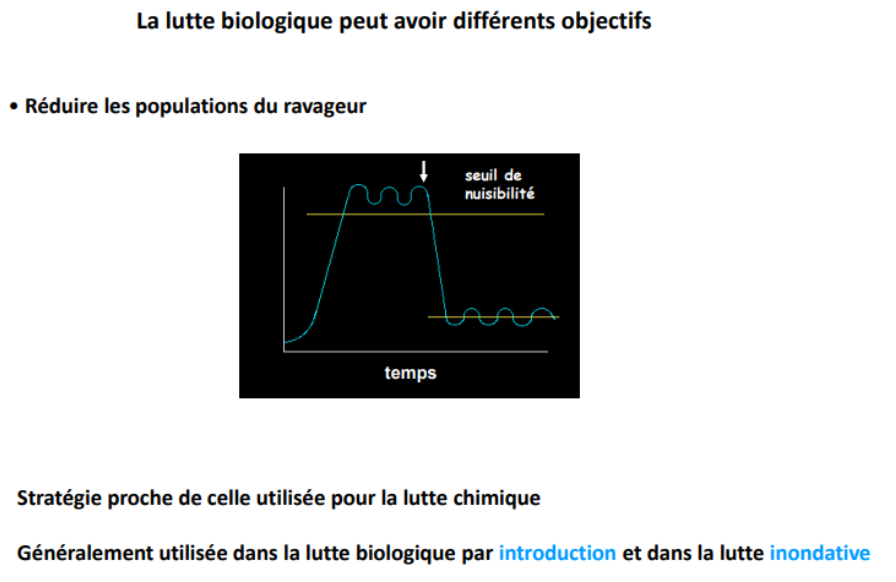 La lutte biologique peut avoir différents objectifs
• Réduire les populations du ravageur
seuil de
nuisibilité
temps
Stratégie proche de celle utilisée pour la lutte chimique
Généralement utilisée dans la lutte biologique par introduction et dans la lutte inondative